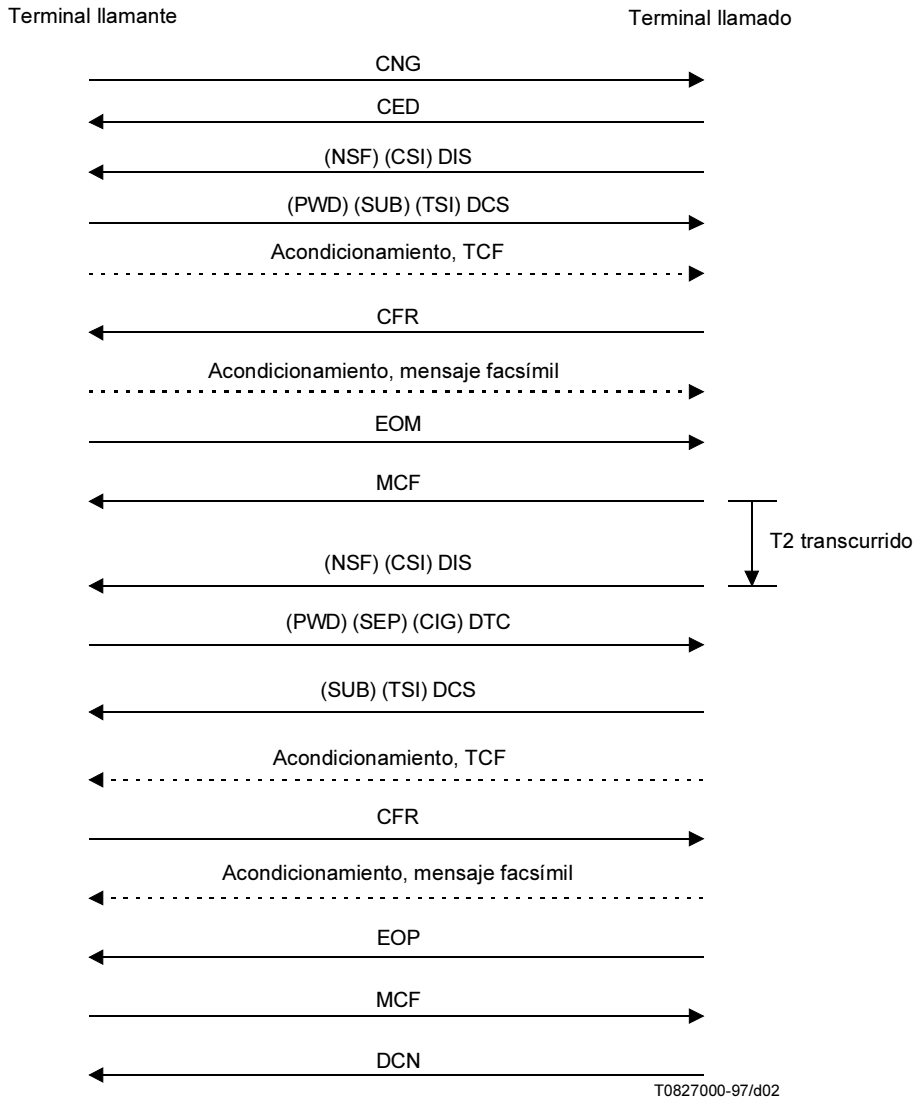 Terminal llamante
Terminal llamado
CNG
CED
(NSF) (CSI) DIS
(PWD) (SUB) (TSI) DCS
Acondicionamiento, TCF
CFR
Acondicionamiento, mensaje facsímil
EOM
MCF
T2 transcurrido
(NSF) (CSI) DIS
(PWD) (SEP) (CIG) DTC
(SUB) (TSI) DCS
Acondicionamiento, TCF
CFR
Acondicionamiento, mensaje facsímil
EOP
MCF
DCN
T0827000-97/d02